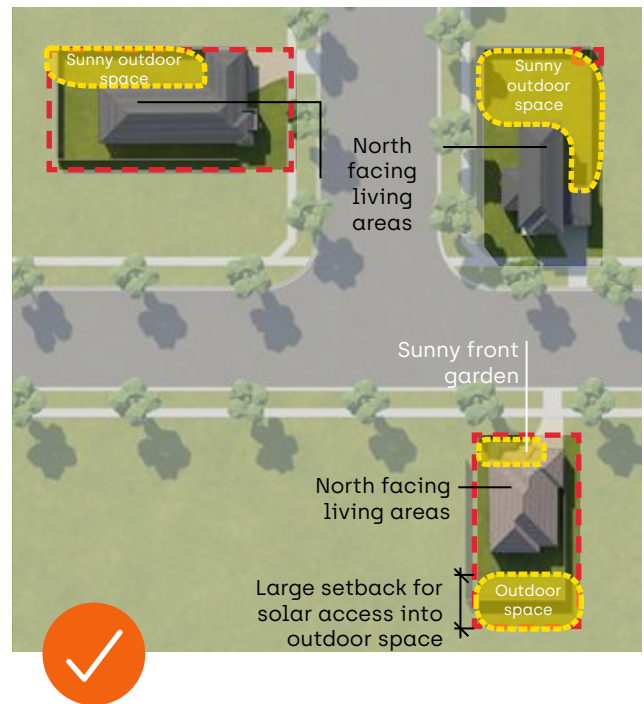 Sunny outdoor
space
Sunny
outdoor
space
North
facing
living
areas
Sunny front
garden
North facing
living areas
Large setback for
solar access into
outdoor space
Outdoor
space